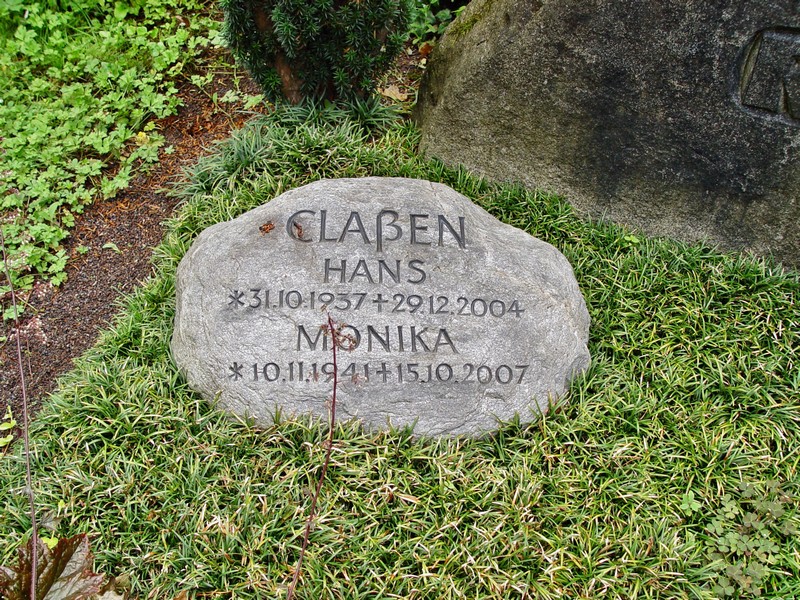 CLAßEN
HANS
*31.10.1937+29.12.2004
MONIKA
*10.11.1941+15.10.2007